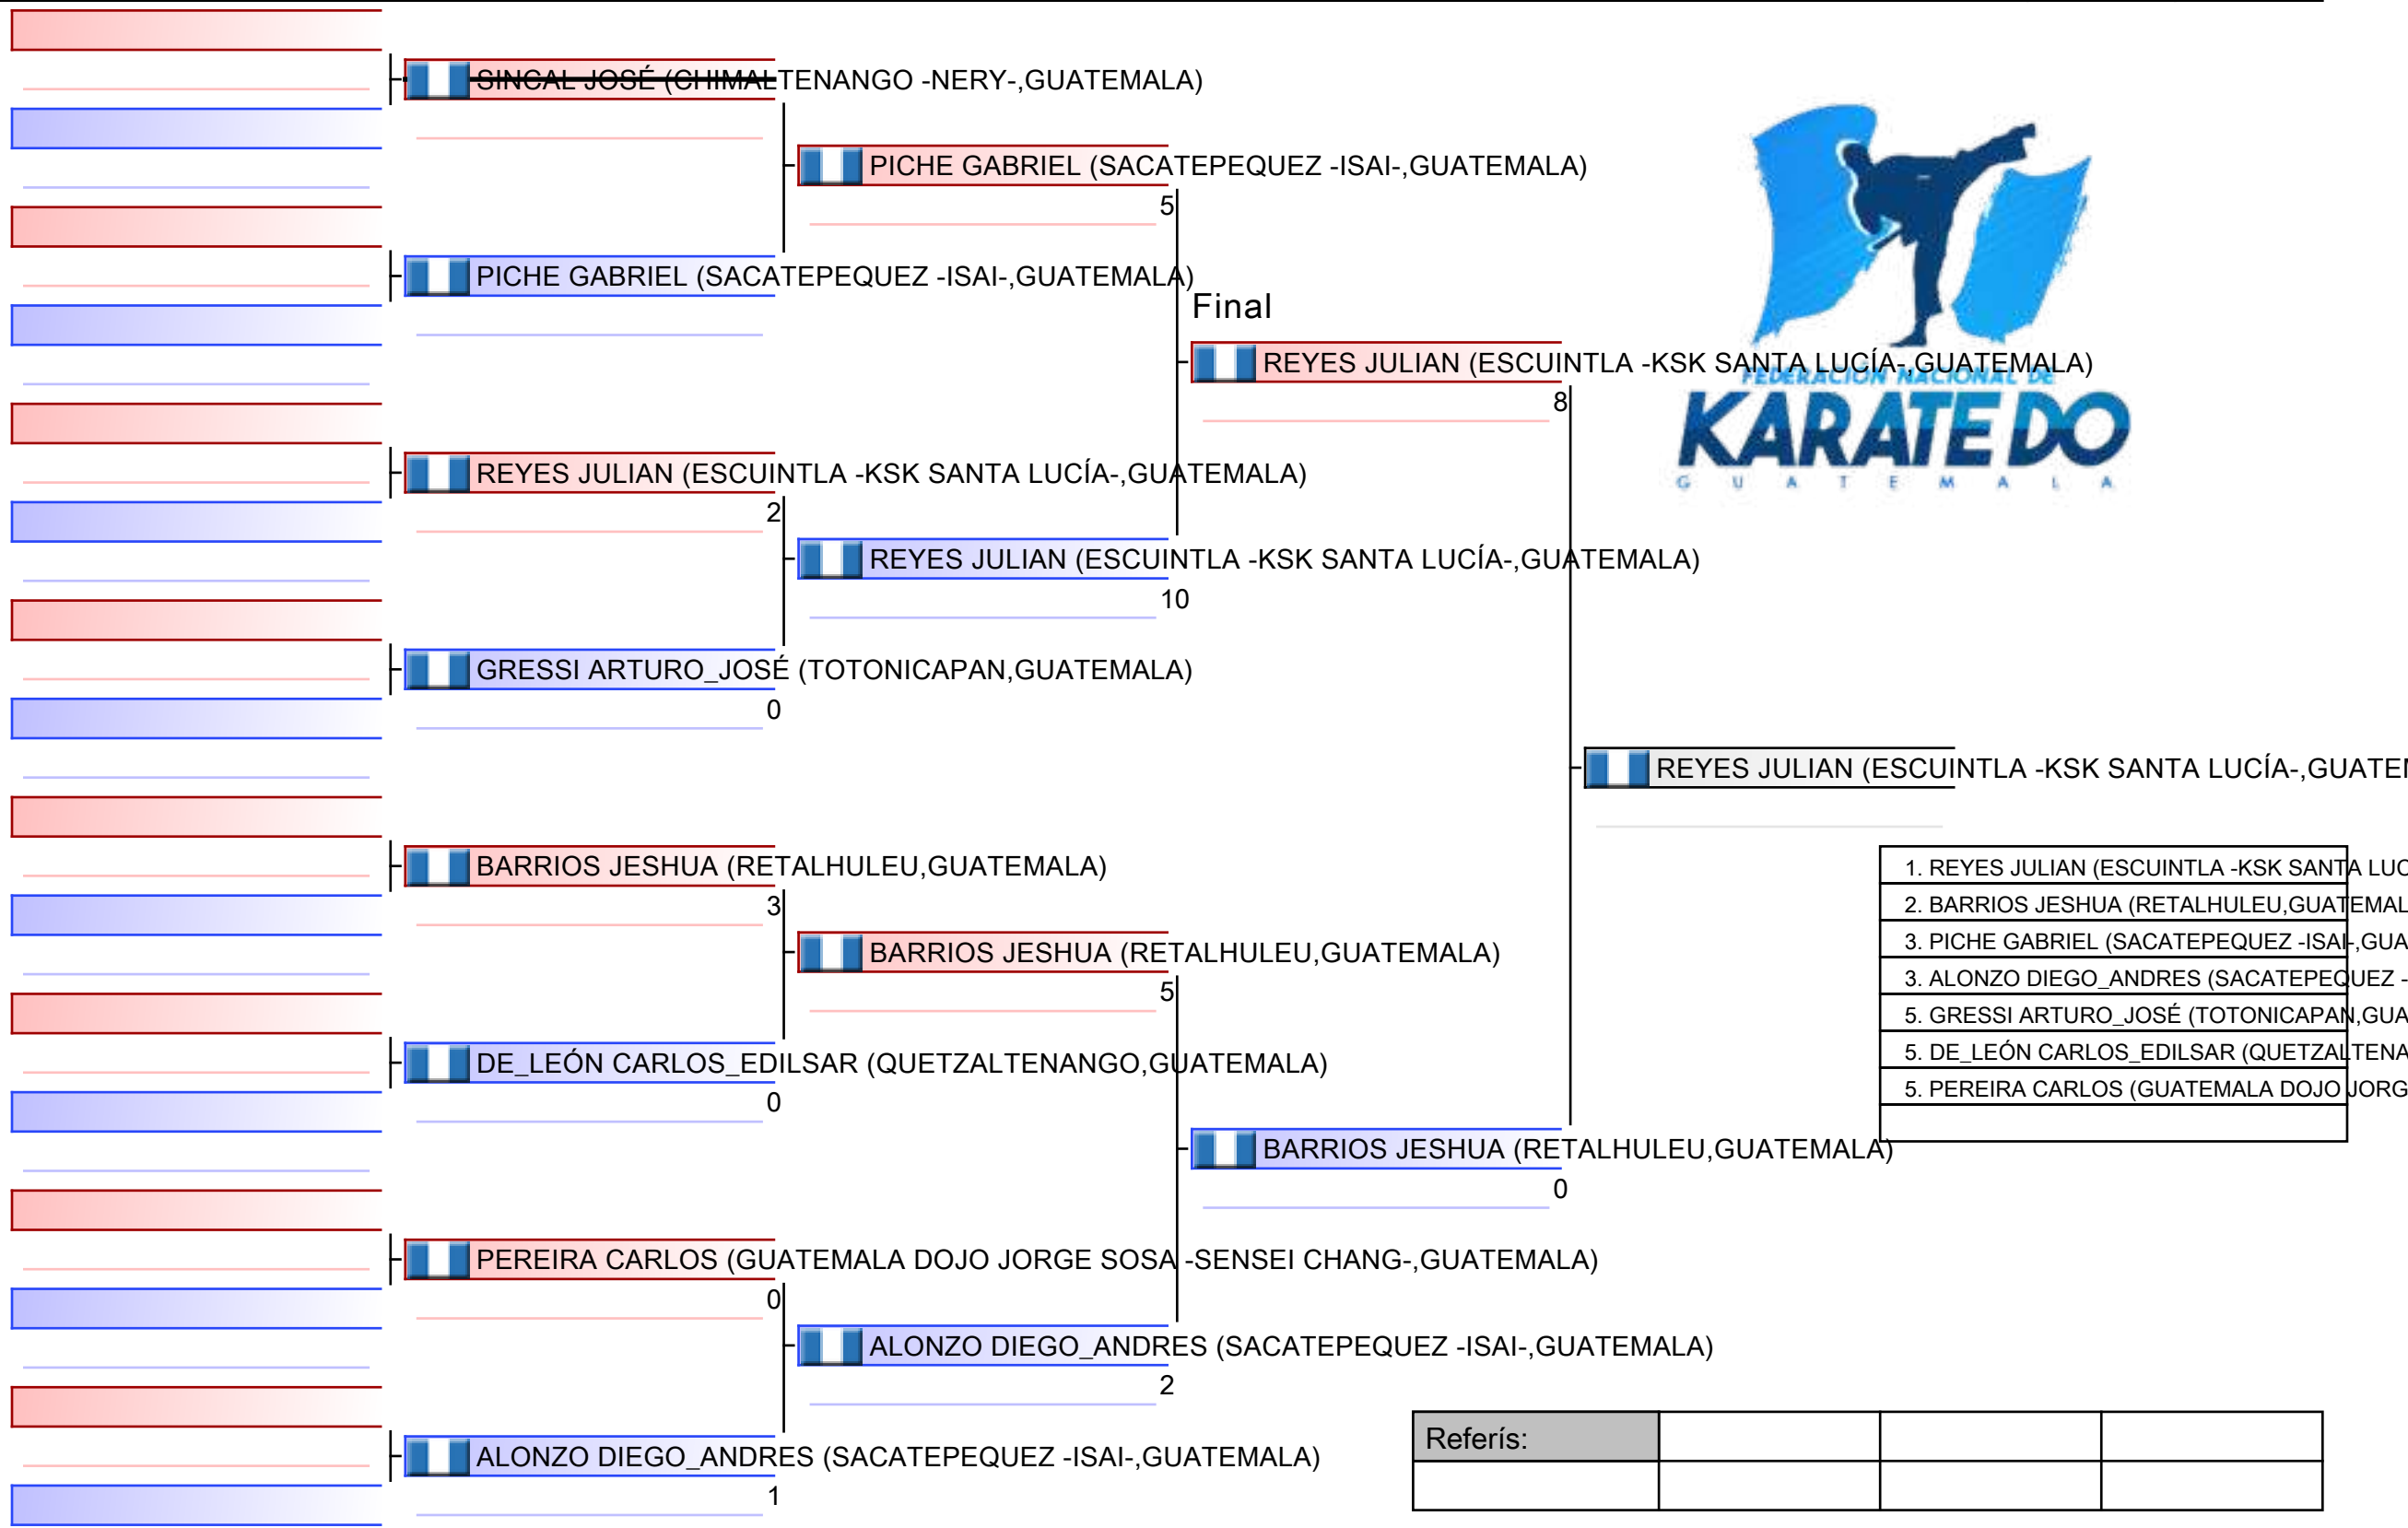 SINCAL JOSÉ (CHIMALTENANGO -NERY-,GUATEMALA)
PICHE GABRIEL (SACATEPEQUEZ -ISAI-,GUATEMALA)
5
PICHE GABRIEL (SACATEPEQUEZ -ISAI-,GUATEMALA)
Final
REYES JULIAN (ESCUINTLA -KSK SANTA LUCÍA-,GUATEMALA)
8
FEDERACIÓN NACIONAL DE
KARATE DO
GUATEMALA
REYES JULIAN (ESCUINTLA -KSK SANTA LUCÍA-,GUATEMALA)
2
REYES JULIAN (ESCUINTLA -KSK SANTA LUCÍA-,GUATEMALA)
10
GRESSI ARTURO_JOSÉ (TOTONICAPAN,GUATEMALA)
0
REYES JULIAN (ESCUINTLA -KSK SANTA LUCÍA-,GUATE
BARRIOS JESHUA (RETALHULEU,GUATEMALA)
3
BARRIOS JESHUA (RETALHULEU,GUATEMALA)
5
DE_LEÓN CARLOS_EDILSAR (QUETZALTENANGO,GUATEMALA)
0
BARRIOS JESHUA (RETALHULEU,GUATEMALA)
0
1. REYES JULIAN (ESCUINTLA -KSK SANTA LUC
2. BARRIOS JESHUA (RETALHULEU,GUATEMAL
3. PICHE GABRIEL (SACATEPEQUEZ -ISAI-,GUA
3. ALONZO DIEGO_ANDRES (SACATEPEQUEZ -
5. GRESSI ARTURO_JOSÉ (TOTONICAPAN,GUA
5. DE_LEÓN CARLOS_EDILSAR (QUETZALTENA
5. PEREIRA CARLOS (GUATEMALA DOJO JORG
PEREIRA CARLOS (GUATEMALA DOJO JORGE SOSA -SENSEI CHANG-,GUATEMALA)
0
ALONZO DIEGO_ANDRES (SACATEPEQUEZ -ISAI-,GUATEMALA)
2
ALONZO DIEGO_ANDRES (SACATEPEQUEZ -ISAI-,GUATEMALA)
1
Referís: